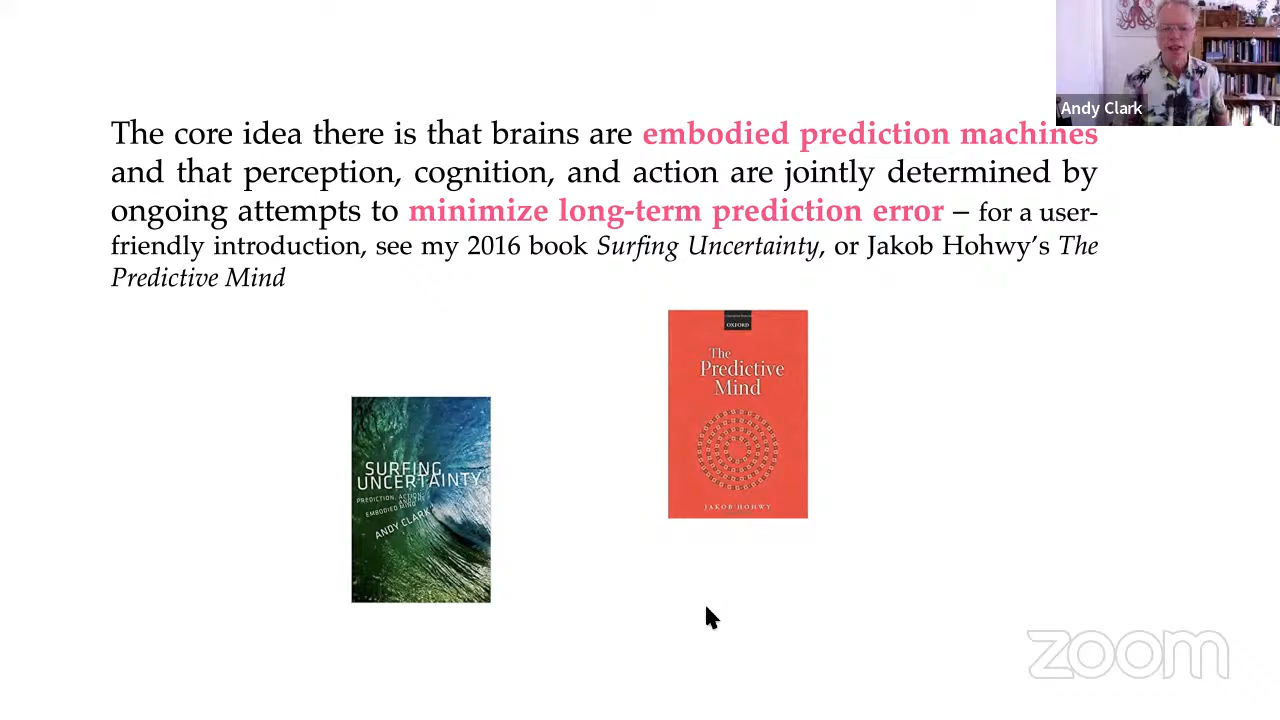 Andy Clark
The core idea there is that brains are embodied prediction machines
and that perception, cognition, and action are jointly determined by
ongoing attempts to minimize long-term prediction error – for a user-
friendly introduction, see my 2016 book Surfing Uncertainty, or Jakob Hohwy’s The
Predictive Mind
OXFORD
The
Predictive
Mind
JAKOB HOHWY
SURFING
UNCERTAINTY
PREDICTION, ACTION,
AND THE
EMBODIED MIND
ANDY CLARK
zoom